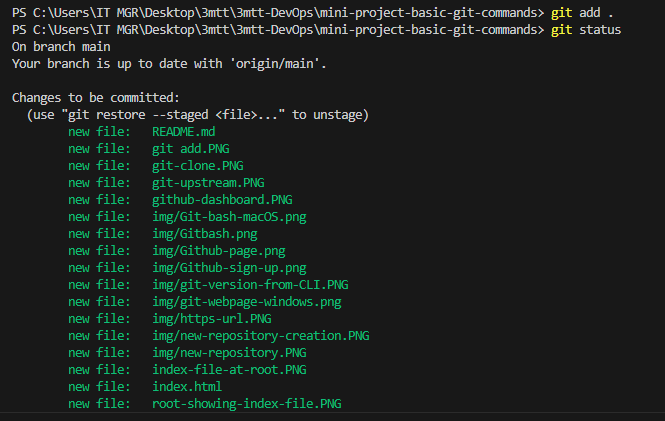 PS C:\Users\IT MGR\Desktop\3mtt\3mtt-DevOps\mini-project-basic-git-commands> git add .
PS C:\Users\IT MGR\Desktop\3mtt\3mtt-DevOps\mini-project-basic-git-commands> git status
On branch main
Your branch is up to date with 'origin/main'.

Changes to be committed:
  (use "git restore --staged <file>..." to unstage)
        new file:   README.md
        new file:   git add.PNG
        new file:   git-clone.PNG
        new file:   git-upstream.PNG
        new file:   github-dashboard.PNG
        new file:   img/Git-bash-macOS.png
        new file:   img/Gitbash.png
        new file:   img/Github-page.png
        new file:   img/Github-sign-up.png
        new file:   img/git-version-from-CLI.PNG
        new file:   img/git-webpage-windows.png
        new file:   img/https-url.PNG
        new file:   img/new-repository-creation.PNG
        new file:   img/new-repository.PNG
        new file:   index-file-at-root.PNG
        new file:   index.html
        new file:   root-showing-index-file.PNG